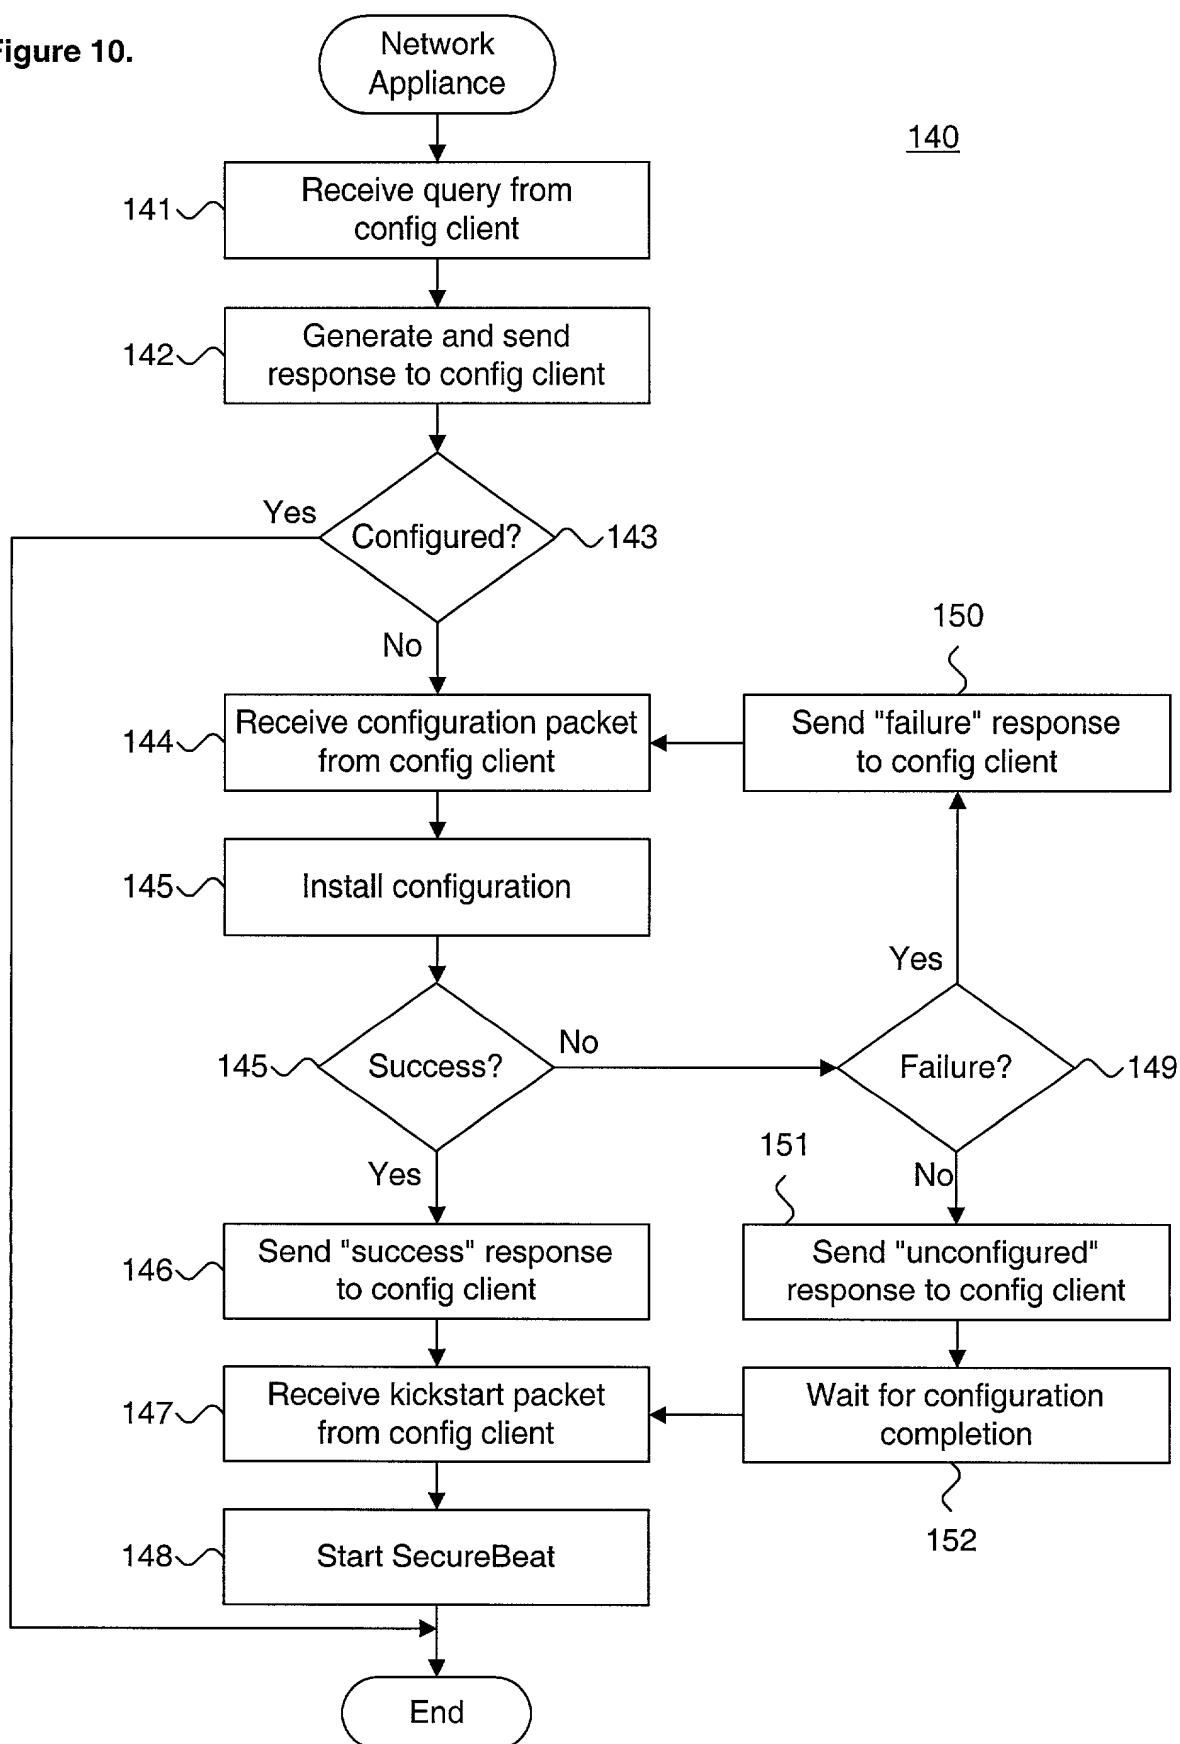 igure 10.
Network
Appliance
140
141
Receive query from
config client
142
Generate and send
response to config client
Yes
Configured?
143
No
150
144
Receive configuration packet
from config client
Send "failure" response
to config client
145
Install configuration
Yes
145
Success?
No
Failure?
149
151
Yes
No
146
Send "success" response
to config client
Send "unconfigured"
response to config client
147
Receive kickstart packet
from config client
Wait for configuration
completion
152
148
Start SecureBeat
End